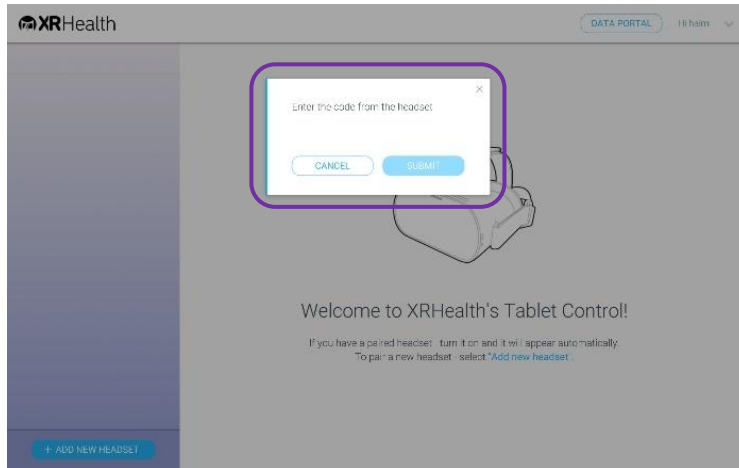 XRHealth
DATA PORTAL
Hi haim
Enter the code from the headset
CANCEL
SUBMIT
Welcome to XRHealth's Tablet Control!
If you have a paired headset - turn it on and it will appear automatically.
To pair a new headset - select "Add new headset".
+ ADD NEW HEADSET